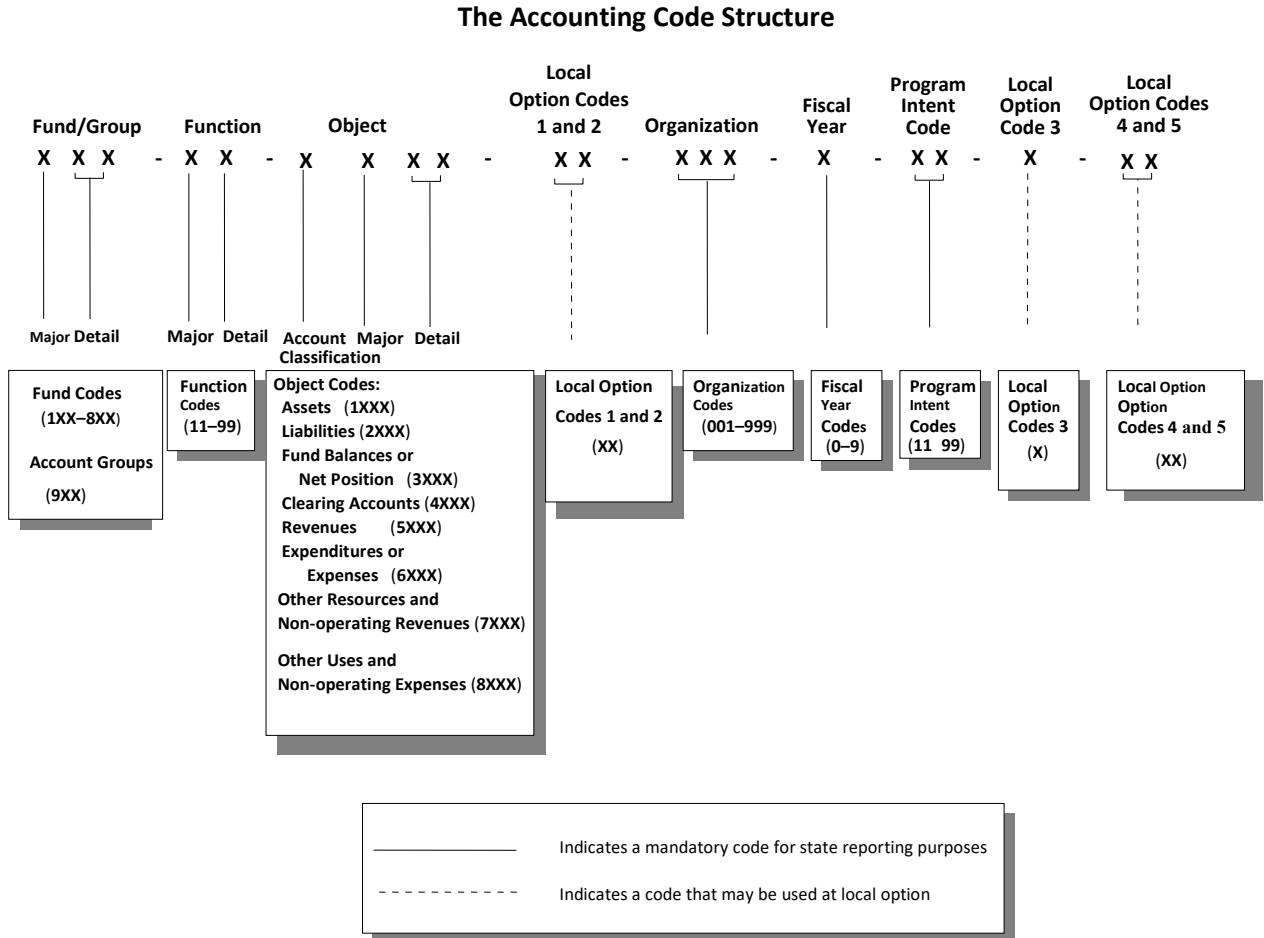 The Accounting Code Structure
Local
Option Codes
1 and 2
Program
Intent
Code
Local
Option
Code 3
Local
Option Codes
4 and 5
Fund/Group
Function
Object
Organization
Fiscal
Year
X X X - X X - X X X X - X X - X X X - X - X X - X - X X
Major Detail
Major Detail
Account Major Detail
Classification
Fund Codes
(1XX–8XX)
Account Groups
(9XX)
Function
Codes
(11–99)
Object Codes:
Assets (1XXX)
Liabilities (2XXX)
Fund Balances or
Net Position (3XXX)
Clearing Accounts (4XXX)
Revenues (5XXX)
Expenditures or
Expenses (6XXX)
Other Resources and
Non-operating Revenues (7XXX)
Other Uses and
Non-operating Expenses (8XXX)
Local Option
Codes 1 and 2
(XX)
Organization
Codes
(001–999)
Fiscal
Year
Codes
(0–9)
Program
Intent
Codes
(11 99)
Local
Option
Codes 3
(X)
Local Option
Option
Codes 4 and 5
(XX)
Indicates a mandatory code for state reporting purposes
Indicates a code that may be used at local option